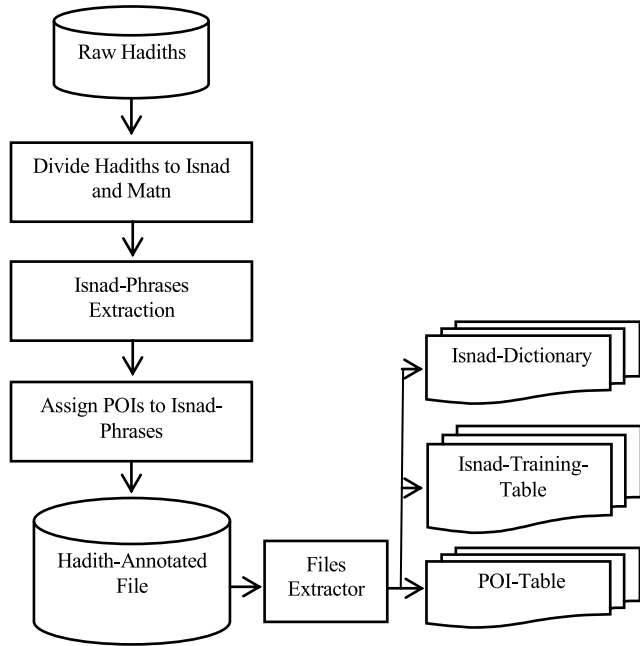 Raw Hadiths
Divide Hadiths to Isnad
and Matn
Isnad-Phrases
Extraction
Assign POIs to Isnad-
Phrases
Hadith-Annotated
File
Files
Extractor
Isnad-Dictionary
Isnad-Training-
Table
POI-Table